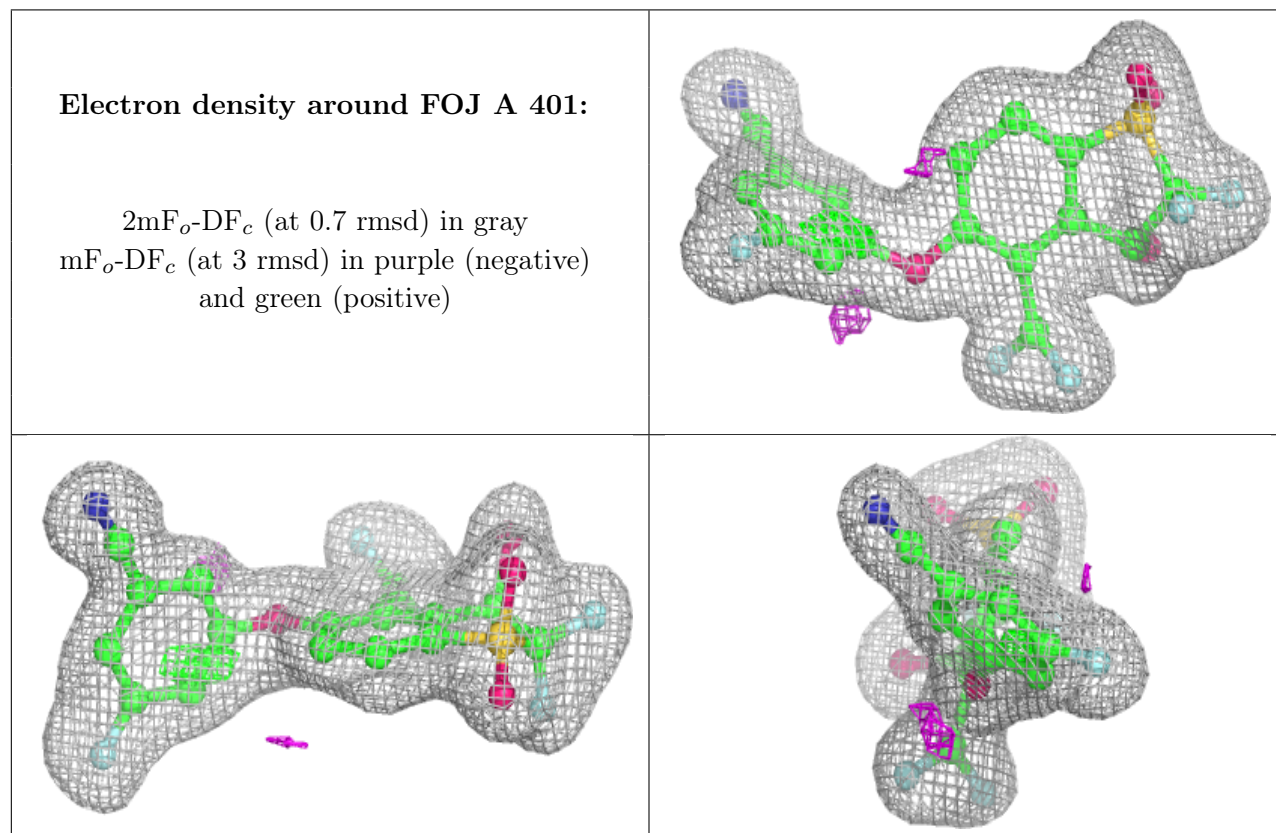 Electron density around FOJ A 401:
2mFo-DFc (at 0.7 rmsd) in gray
mFo-DFc (at 3 rmsd) in purple (negative)
and green (positive)